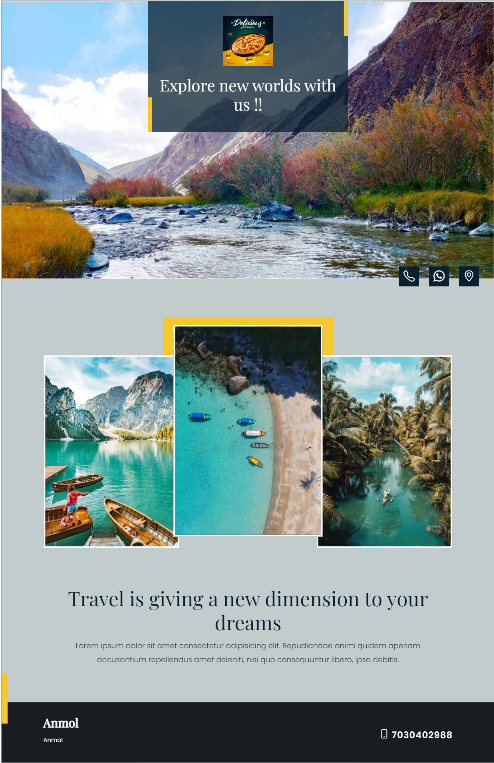 Delicious
Explore new worlds with
us !!
Travel is giving a new dimension to your
dreams
Lorem ipsum dolor sit amet consectetur adipisicing elit. Repudiandae animi quidem aperiam
accusantium repellendus amet deleniti, nisi quo consequuntur libero, ipsa debitis.
Anmol
Anmol
7030402988